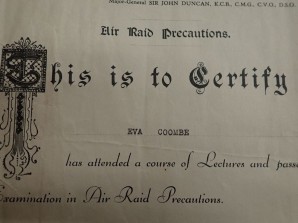 Major-General SIR JOHN DUNCAN, K.C.B., C.M.G., C.V.O., D.S.O.
Air Raid Precautions.
This is to Certify
EVA COOMBE
has attended a course of Lectures and passe
Examination in Air Raid Precautions.